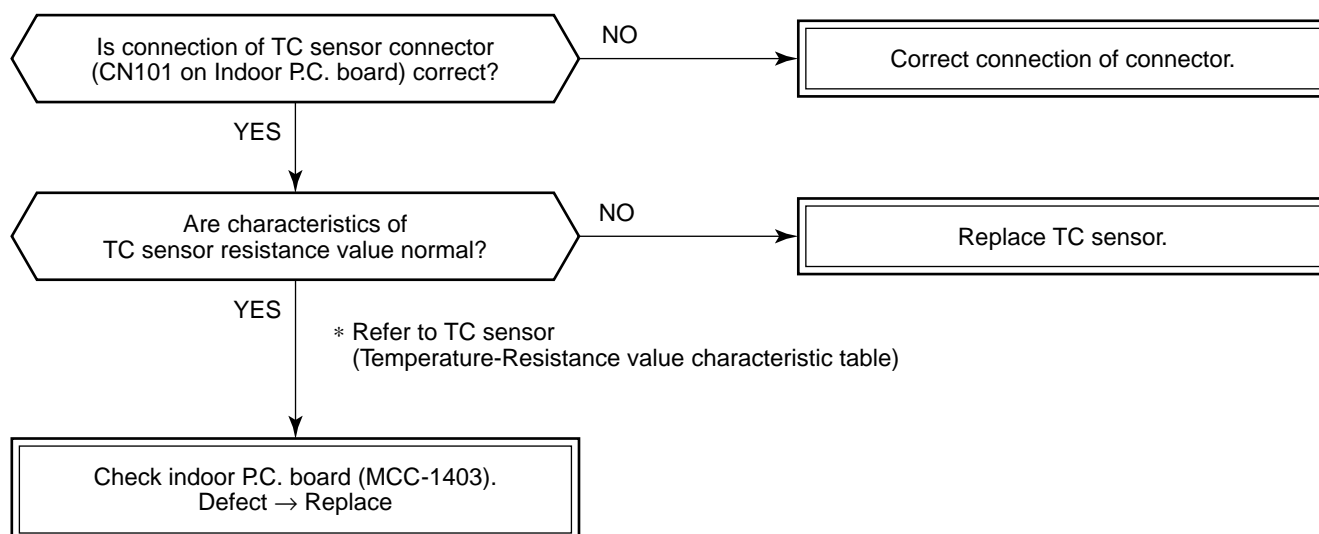 Is connection of TC sensor connector
(CN101 on Indoor P.C. board) correct?
NO
Correct connection of connector.
YES
Are characteristics of
TC sensor resistance value normal?
NO
Replace TC sensor.
YES
* Refer to TC sensor
(Temperature-Resistance value characteristic table)
Check indoor P.C. board (MCC-1403).
Defect → Replace